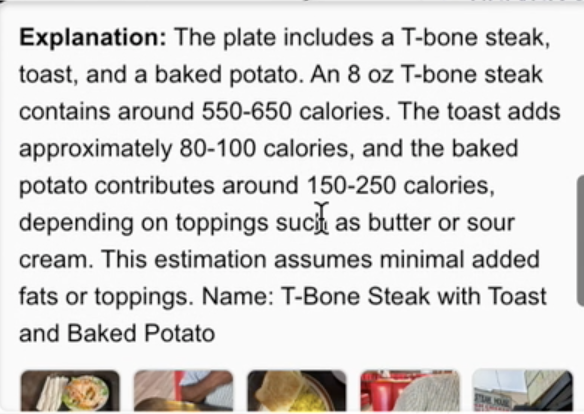 Explanation: The plate includes a T-bone steak,
toast, and a baked potato. An 8 oz T-bone steak
contains around 550-650 calories. The toast adds
approximately 80-100 calories, and the baked
potato contributes around 150-250 calories,
depending on toppings such as butter or sour
cream. This estimation assumes minimal added
fats or toppings. Name: T-Bone Steak with Toast
and Baked Potato
STEAK HOUSE